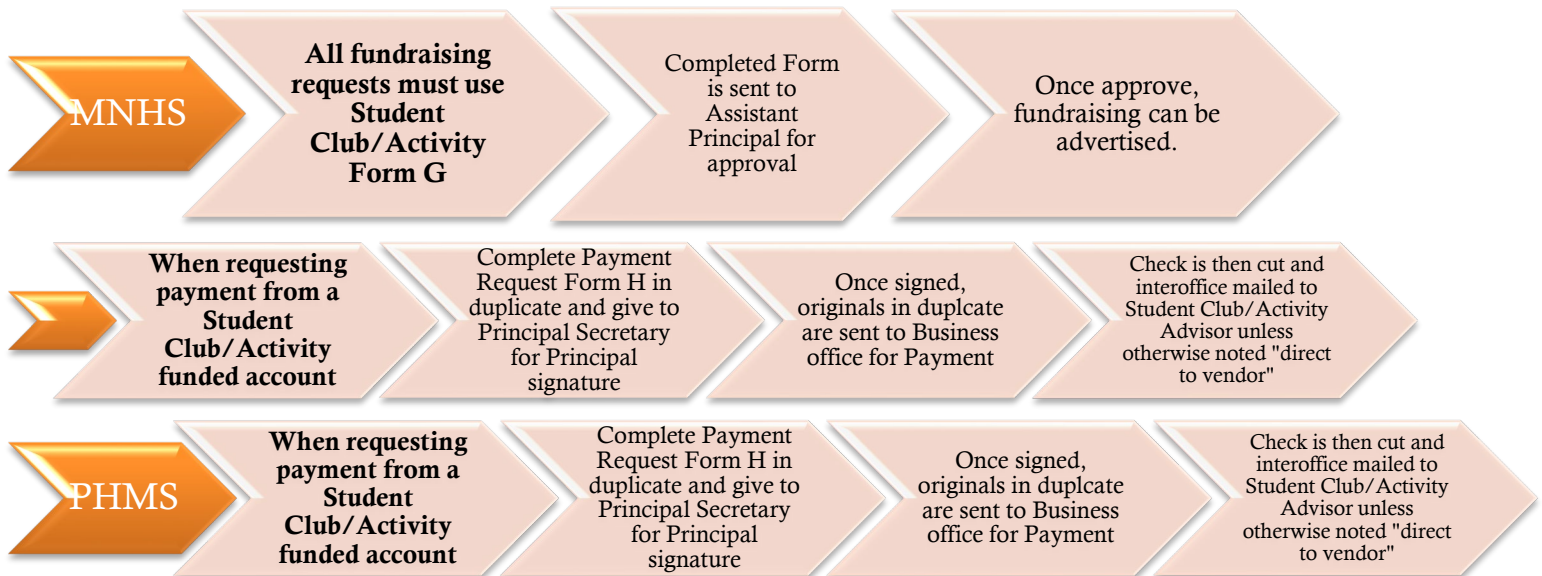 MNHS
All fundraising
requests must use
Student
Club/Activity
Form G
Completed Form
is sent to
Assistant
Principal for
approval
Once approve,
fundraising can be
advertised.
When requesting
payment from a
Student
Club/Activity
funded account
Complete Payment
Request Form H in
duplicate and give to
Principal Secretary
for Principal
signature
Once signed,
originals in duplcate
are sent to Business
office for Payment
Check is then cut and
interoffice mailed to
Student Club/Activity
Advisor unless
otherwise noted "direct
to vendor"
PHMS
When requesting
payment from a
Student
Club/Activity
funded account
Complete Payment
Request Form H in
duplicate and give to
Principal Secretary
for Principal
signature
Once signed,
originals in duplcate
are sent to Business
office for Payment
Check is then cut and
interoffice mailed to
Student Club/Activity
Advisor unless
otherwise noted "direct
to vendor"